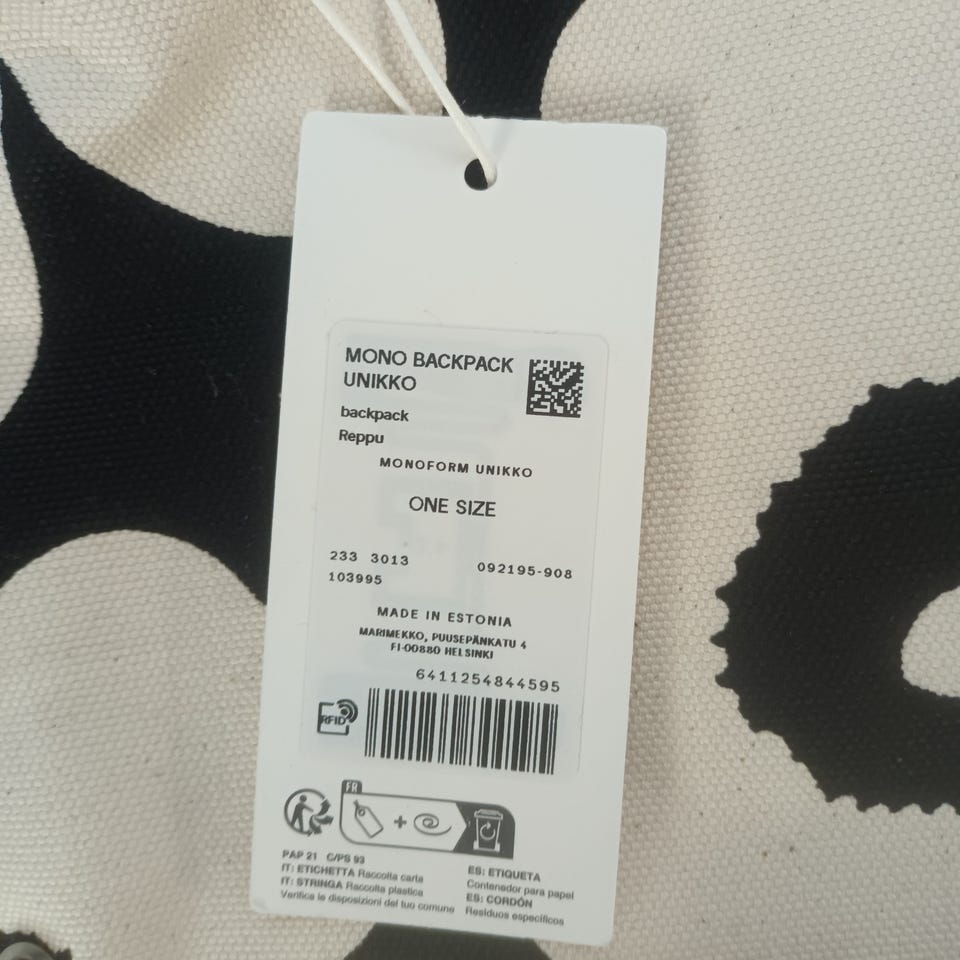 MONO BACKPACK
UNIKKO
backpack
Reppu
MONOFORM UNIKKO
ONE SIZE
233 3013 092195-908
103995
MADE IN ESTONIA
MARIMEKKO, PUUSEPÄNKATU 4
FI-00880 HELSINKI
6411254844595
RFID
FR
PAP 21 C/PS 93
IT: ETICHETTA Raccolta carta
IT: STRINGA Raccolta plastica
Verifica le disposizioni del tuo comune
ES: ETIQUETA
Contenedor para papel
ES: CORDÓN
Residuos específicos